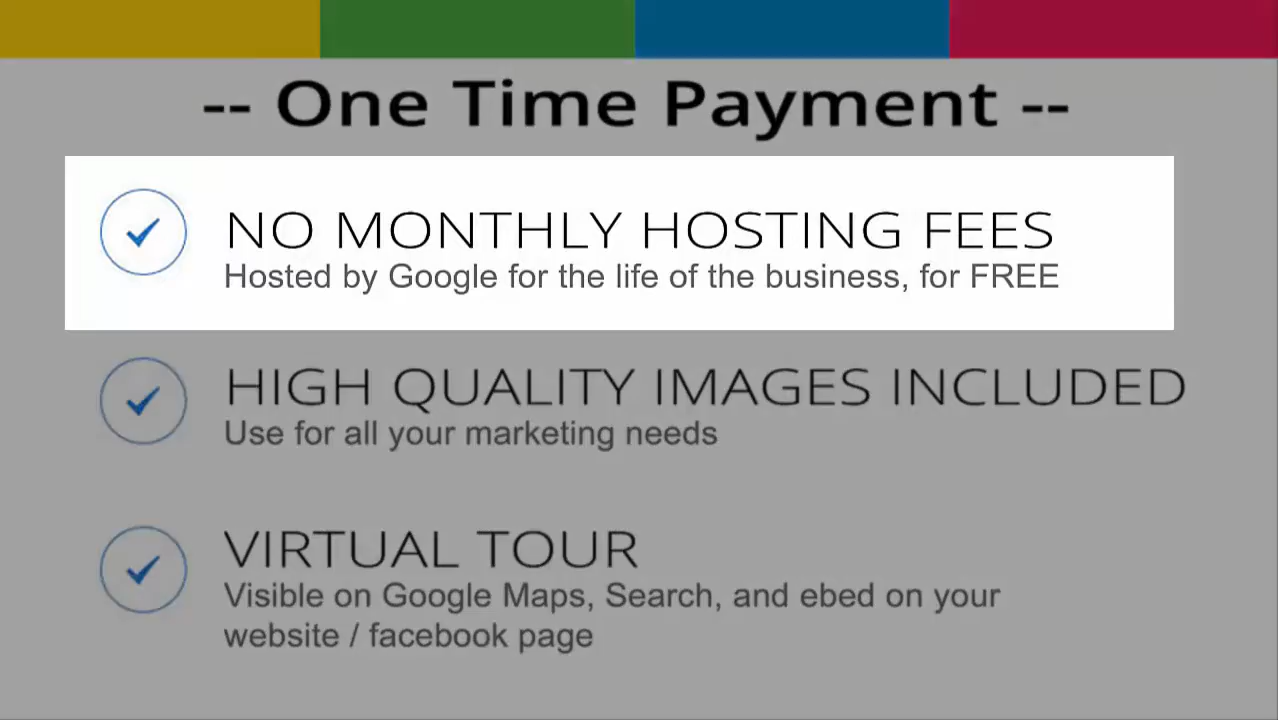 -- One Time Payment --
NO MONTHLY HOSTING FEES
Hosted by Google for the life of the business, for FREE
HIGH QUALITY IMAGES INCLUDED
Use for all your marketing needs
VIRTUAL TOUR
Visible on Google Maps, Search, and ebed on your
website / facebook page